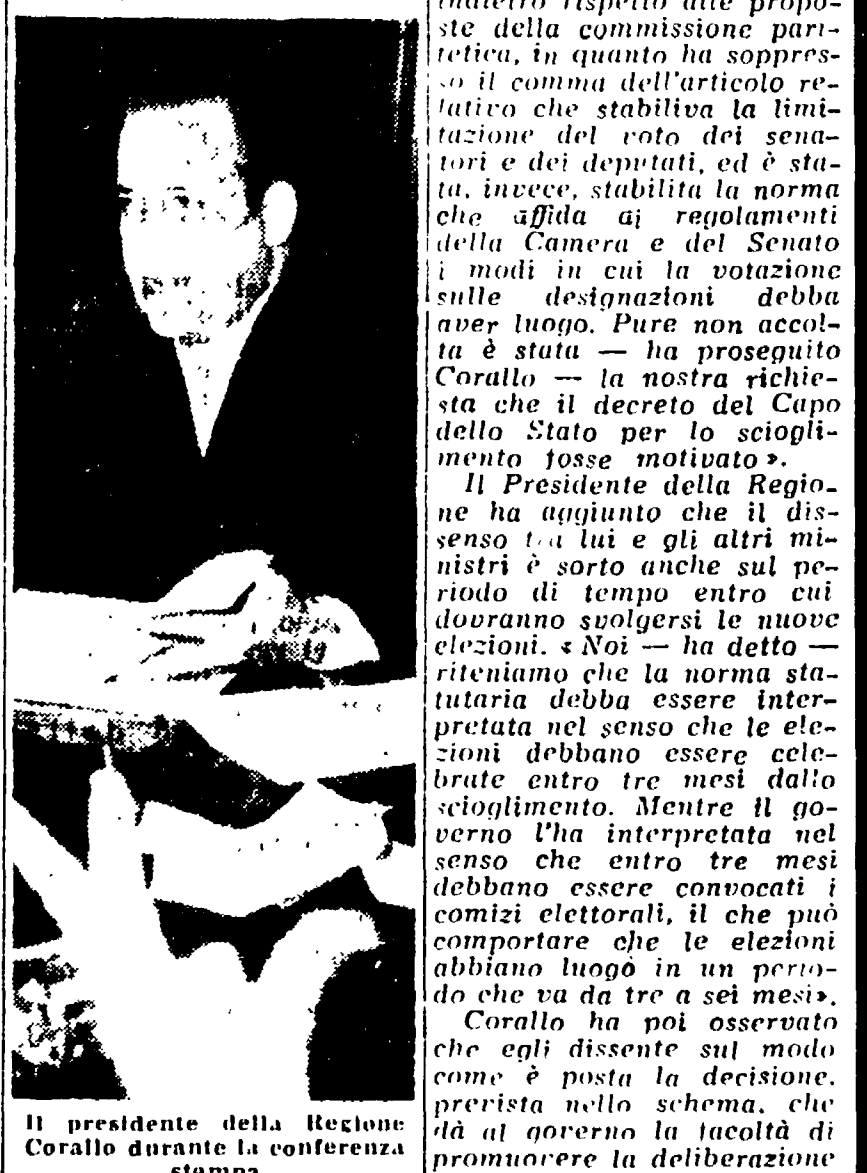 indietro rispetto alle propo-
ste della commissione pari-
tetica, in quanto ha soppres-
so il comma dell'articolo re-
lativo che stabiliva la limi-
tazione del voto dei sena-
tori e dei deputati, ed è sta-
ta, invece, stabilita la norma
che affida ai regolamenti
della Camera e del Senato
i modi in cui la votazione
sulle designazioni debba
aver luogo. Pure non accol-
ta è stata — ha proseguito
Corallo — la nostra richie-
sta che il decreto del Capo
dello Stato per lo sciogli-
mento fosse motivato».
Il Presidente della Regio-
ne ha aggiunto che il dis-
senso tra lui e gli altri mi-
nistri è sorto anche sul pe-
riodo di tempo entro cui
dovranno svolgersi le nuove
elezioni. «Noi — ha detto —
riteniamo che la norma sta-
tutaria debba essere inter-
pretata nel senso che le ele-
zioni debbano essere cele-
brate entro tre mesi dallo
scioglimento. Mentre il go-
verno l'ha interpretata nel
senso che entro tre mesi
debbano essere convocati i
comizi elettorali, il che può
comportare che le elezioni
abbiano luogo in un perio-
do che va da tre a sei mesi».
Corallo ha poi osservato
che egli dissente sul modo
come è posta la decisione,
prevista nello schema, che
dà al governo la facoltà di
promuovere la deliberazione
Il presidente della Regione
Corallo durante la conferenza
stampa